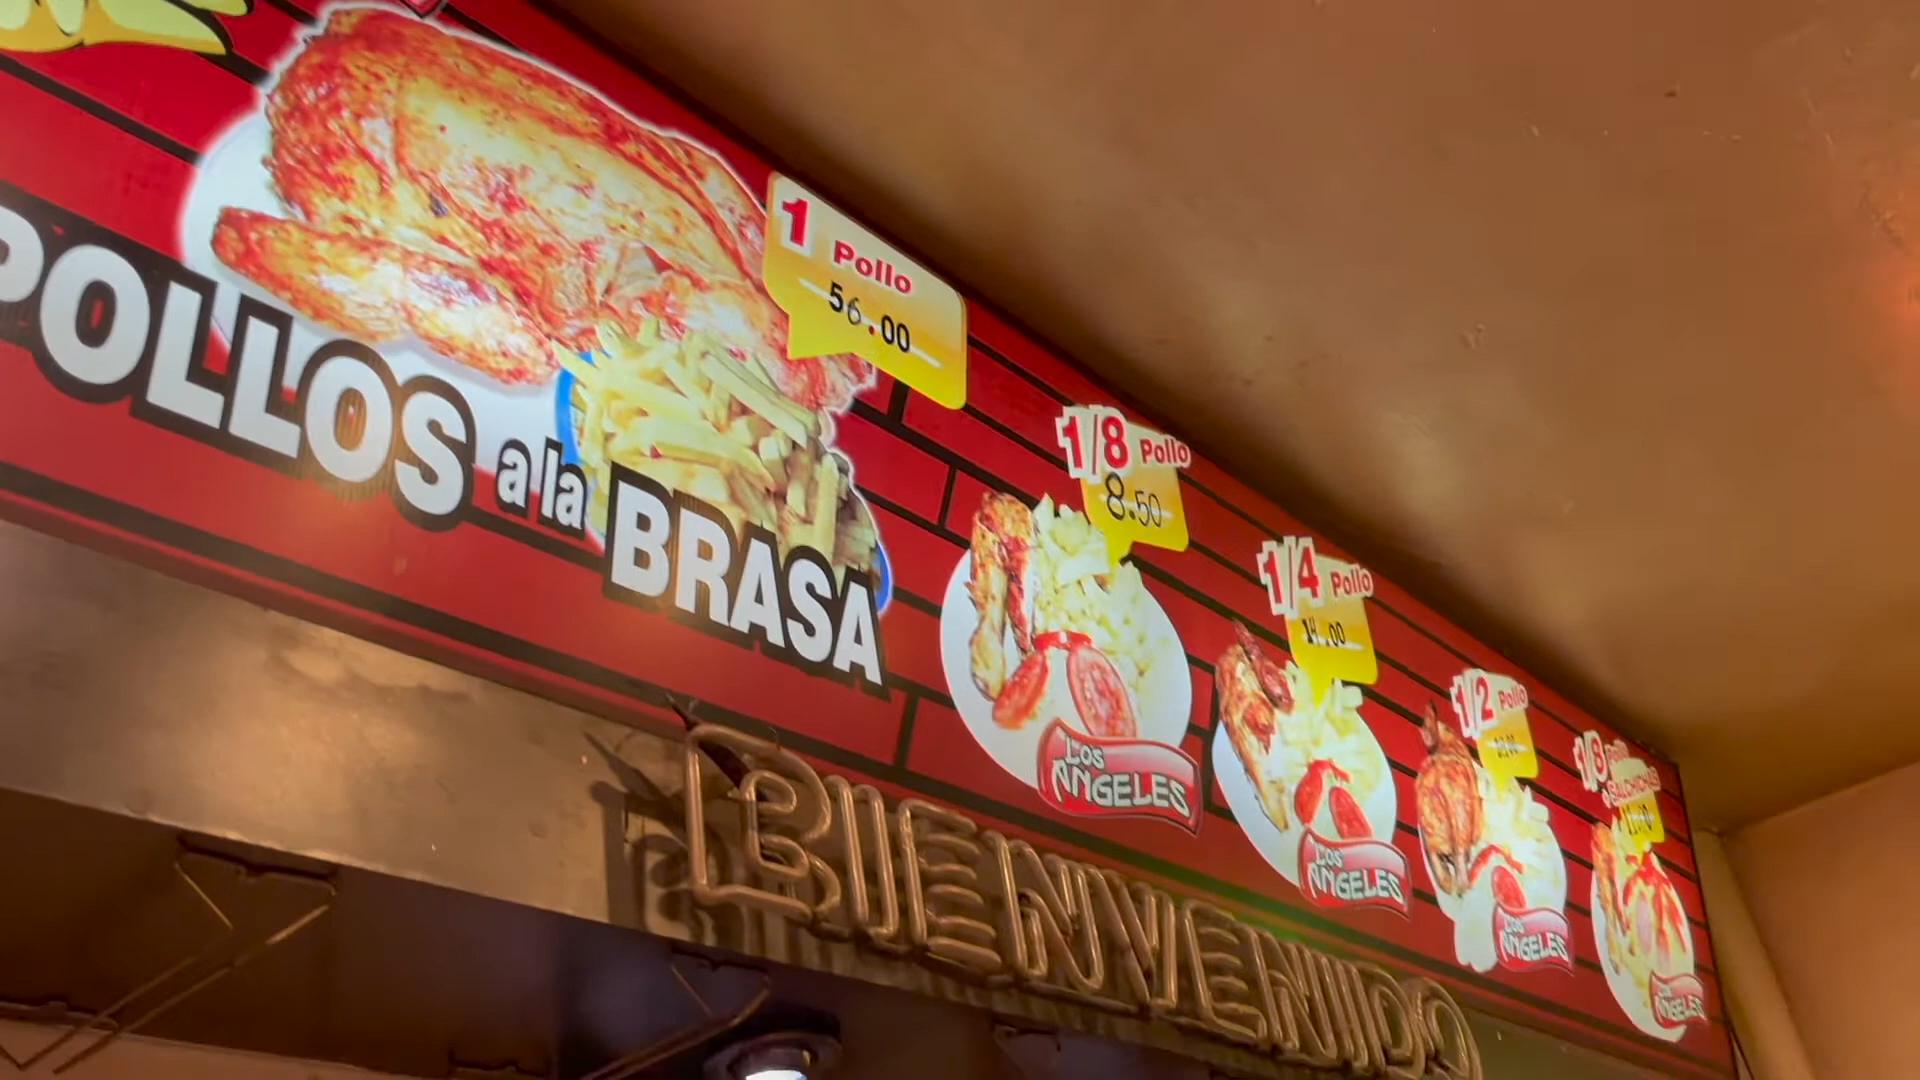 POLLOS a la BRASA
1 Pollo
56.00
1/8 Pollo
8.50
LOS ANGELES
1/4 Pollo
14.00
LOS ANGELES
1/2 Pollo
LOS ANGELES
1/8 Pollo
SALCHICHAS
LOS ANGELES
BIENVENIDO